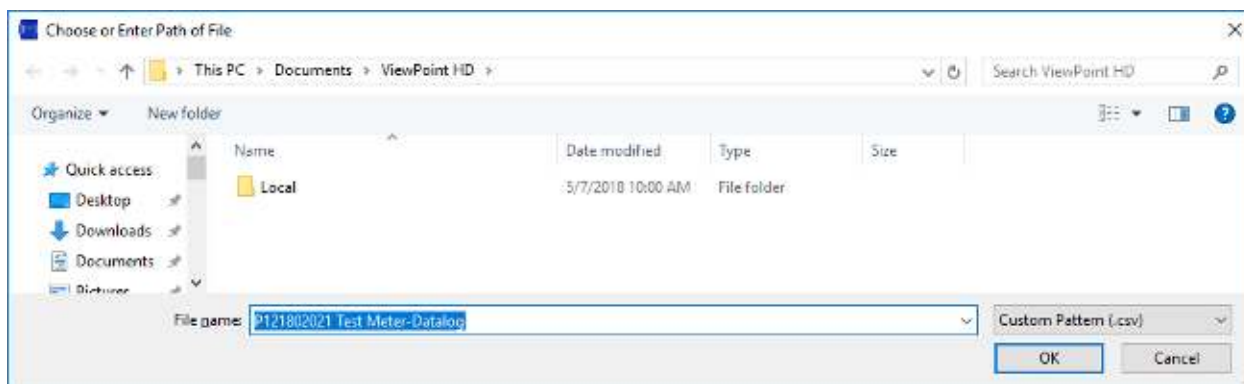 Choose or Enter Path of File
This PC > Documents > ViewPoint HD >
Search ViewPoint HD
Organize
New folder
Name
Date modified
Type
Size
Quick access
Desktop
Downloads
Documents
Pictures
Local
5/7/2018 10:00 AM
File folder
File name: P121802021 Test Meter-Datalog
Custom Pattern (.csv)
OK
Cancel